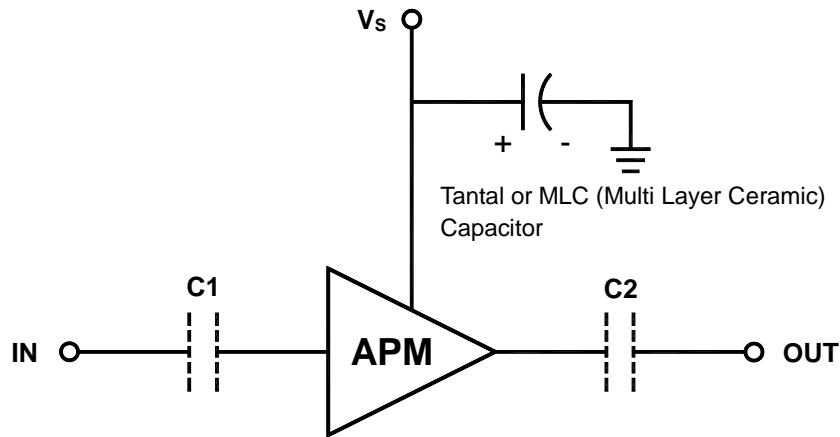 Vs
+ -
Tantal or MLC (Multi Layer Ceramic)
Capacitor
C1
C2
IN
APM
OUT